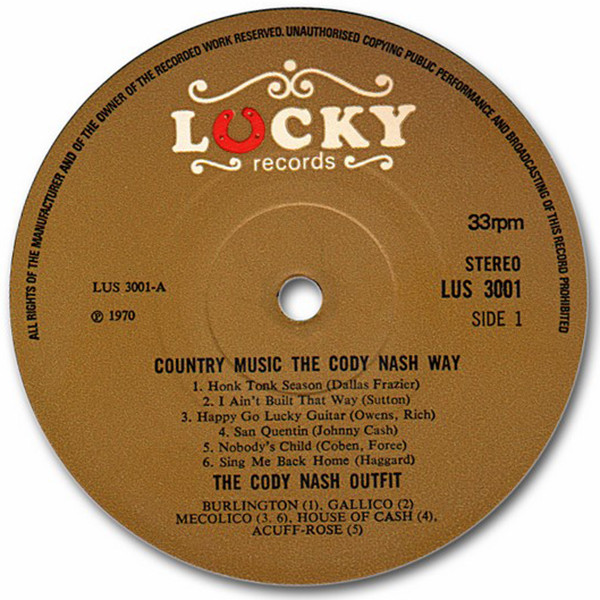 ALL RIGHTS OF THE MANUFACTURER AND OF THE OWNER OF THE RECORDED WORK RESERVED. UNAUTHORISED COPYING PUBLIC PERFORMANCE AND BROADCASTING OF THIS RECORD PROHIBITED
LUCKY
records
33rpm
STEREO
LUS 3001-A
LUS 3001
℗ 1970
SIDE 1
COUNTRY MUSIC THE CODY NASH WAY
1. Honk Tonk Season (Dallas Frazier)
2. I Ain't Built That Way (Sutton)
3. Happy Go Lucky Guitar (Owens, Rich)
4. San Quentin (Johnny Cash)
5. Nobody's Child (Coben, Foree)
6. Sing Me Back Home (Haggard)
THE CODY NASH OUTFIT
BURLINGTON (1), GALLICO (2)
MECOLICO (3. 6), HOUSE OF CASH (4),
ACUFF-ROSE (5)